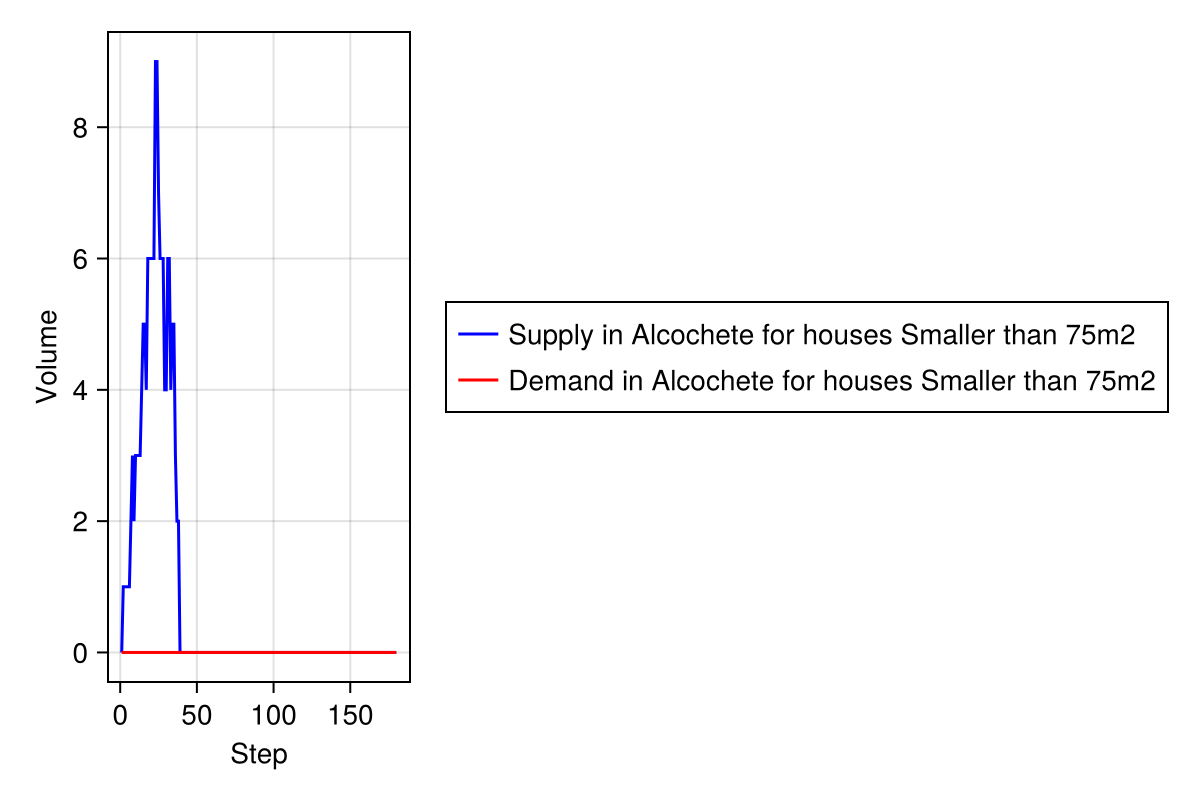 8
6
4
2
0
Volume
0 50 100 150
Step
Supply in Alcochete for houses Smaller than 75m2
Demand in Alcochete for houses Smaller than 75m2